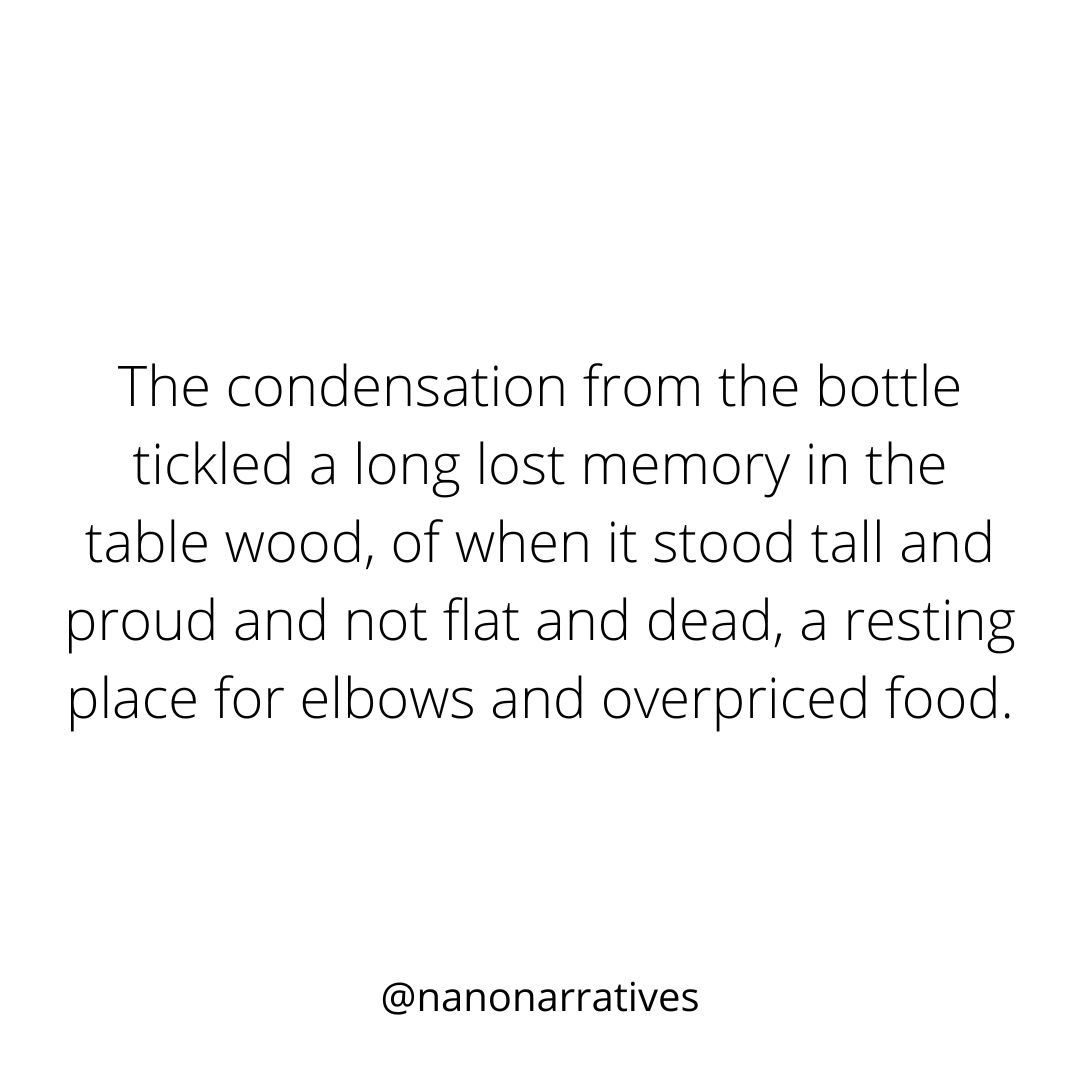 The condensation from the bottle
tickled a long lost memory in the
table wood, of when it stood tall and
proud and not flat and dead, a resting
place for elbows and overpriced food.
@nanonarratives